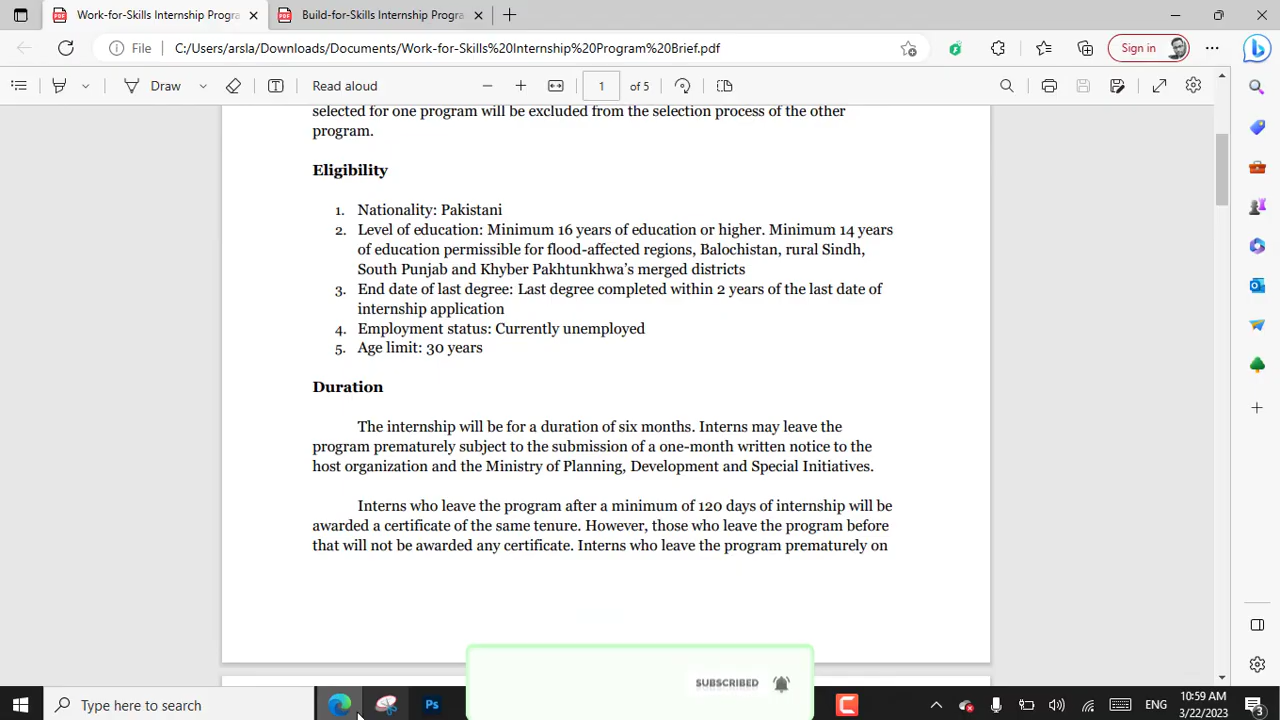 Work-for-Skills Internship Progra
Build-for-Skills Internship Progra
File
C:/Users/arsla/Downloads/Documents/Work-for-Skills%20Internship%20Program%20Brief.pdf
Sign in
Draw
Read aloud
1 of 5
selected for one program will be excluded from the selection process of the other
program.
Eligibility
1. Nationality: Pakistani
2. Level of education: Minimum 16 years of education or higher. Minimum 14 years
of education permissible for flood-affected regions, Balochistan, rural Sindh,
South Punjab and Khyber Pakhtunkhwa's merged districts
3. End date of last degree: Last degree completed within 2 years of the last date of
internship application
4. Employment status: Currently unemployed
5. Age limit: 30 years
Duration
The internship will be for a duration of six months. Interns may leave the
program prematurely subject to the submission of a one-month written notice to the
host organization and the Ministry of Planning, Development and Special Initiatives.
Interns who leave the program after a minimum of 120 days of internship will be
awarded a certificate of the same tenure. However, those who leave the program before
that will not be awarded any certificate. Interns who leave the program prematurely on
SUBSCRIBED
Type here to search
Ps
ENG
10:59 AM
3/22/2023
3